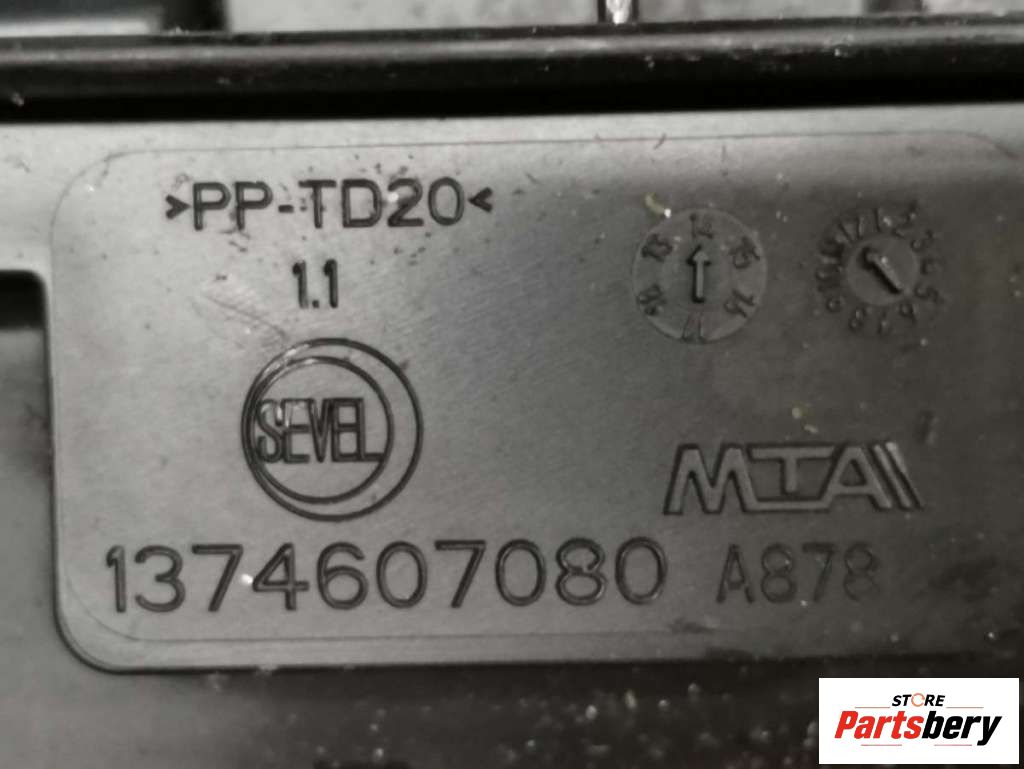 >PP-TD20<
1.1
SEVEL
MTA
1374607080 A878
STORE
Partsbery